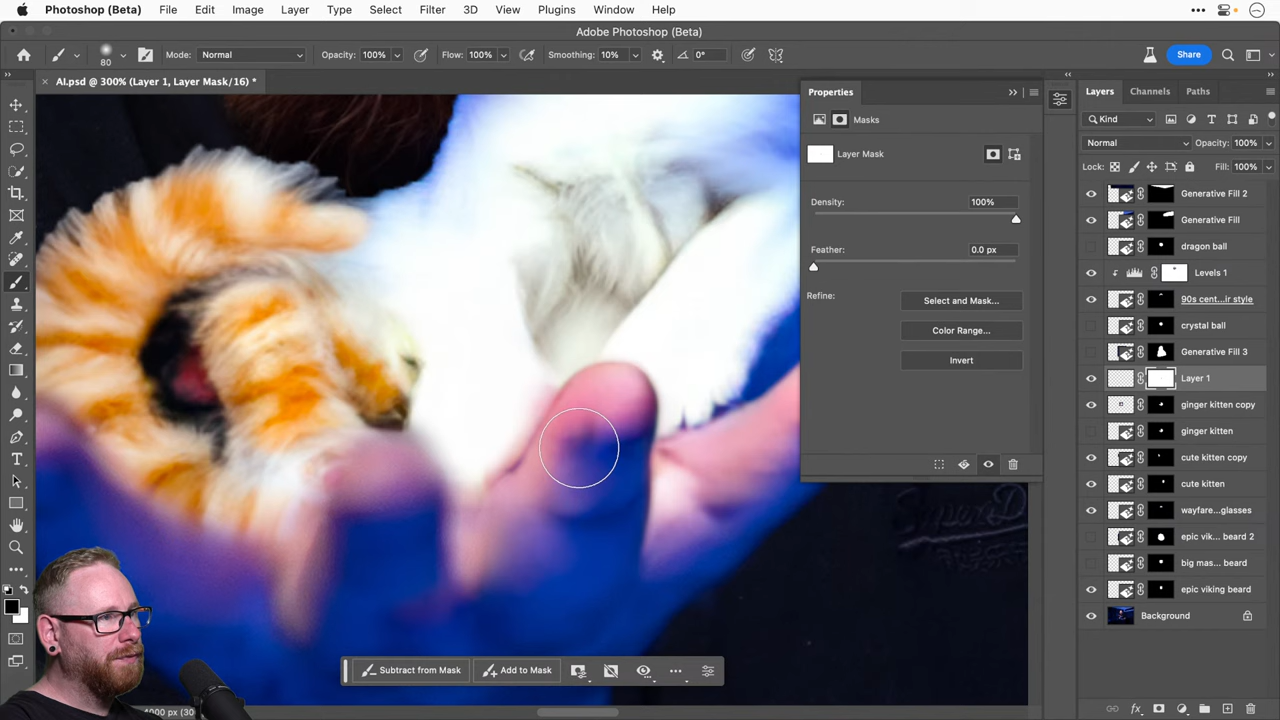 Photoshop (Beta) File Edit Image Layer Type Select Filter 3D View Plugins Window Help
Adobe Photoshop (Beta)
80 Mode: Normal Opacity: 100% Flow: 100% Smoothing: 10% 0° Share
AI.psd @ 300% (Layer 1, Layer Mask/16) *
Properties
Masks
Layer Mask
Density: 100%
Feather: 0.0 px
Refine: Select and Mask...
Color Range...
Invert
Layers Channels Paths
Kind
Normal Opacity: 100%
Lock: Fill: 100%
Generative Fill 2
Generative Fill
dragon ball
Levels 1
90s cent...ir style
crystal ball
Generative Fill 3
Layer 1
ginger kitten copy
ginger kitten
cute kitten copy
cute kitten
wayfare...glasses
epic vik... beard 2
big mas... beard
epic viking beard
Background
Subtract from Mask Add to Mask